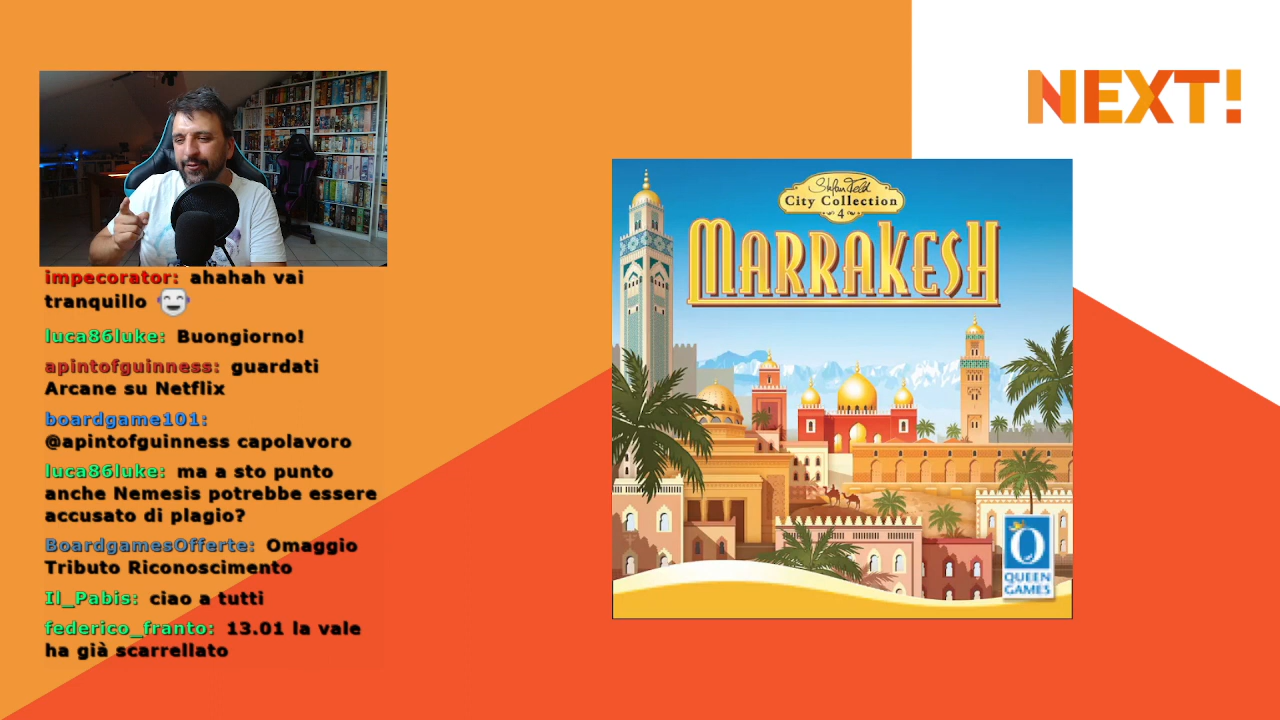 NEXT!
Stefan Feld
City Collection
4
MARRAKESH
QUEEN
GAMES
impecorator: ahahah vai
tranquillo
luca86luke: Buongiorno!
apintofguinness: guardati
Arcane su Netflix
boardgame101:
@apintofguinness capolavoro
luca86luke: ma a sto punto
anche Nemesis potrebbe essere
accusato di plagio?
BoardgamesOfferte: Omaggio
Tributo Riconoscimento
Il_Pabis: ciao a tutti
federico_franto: 13.01 la vale
ha già scarrellato